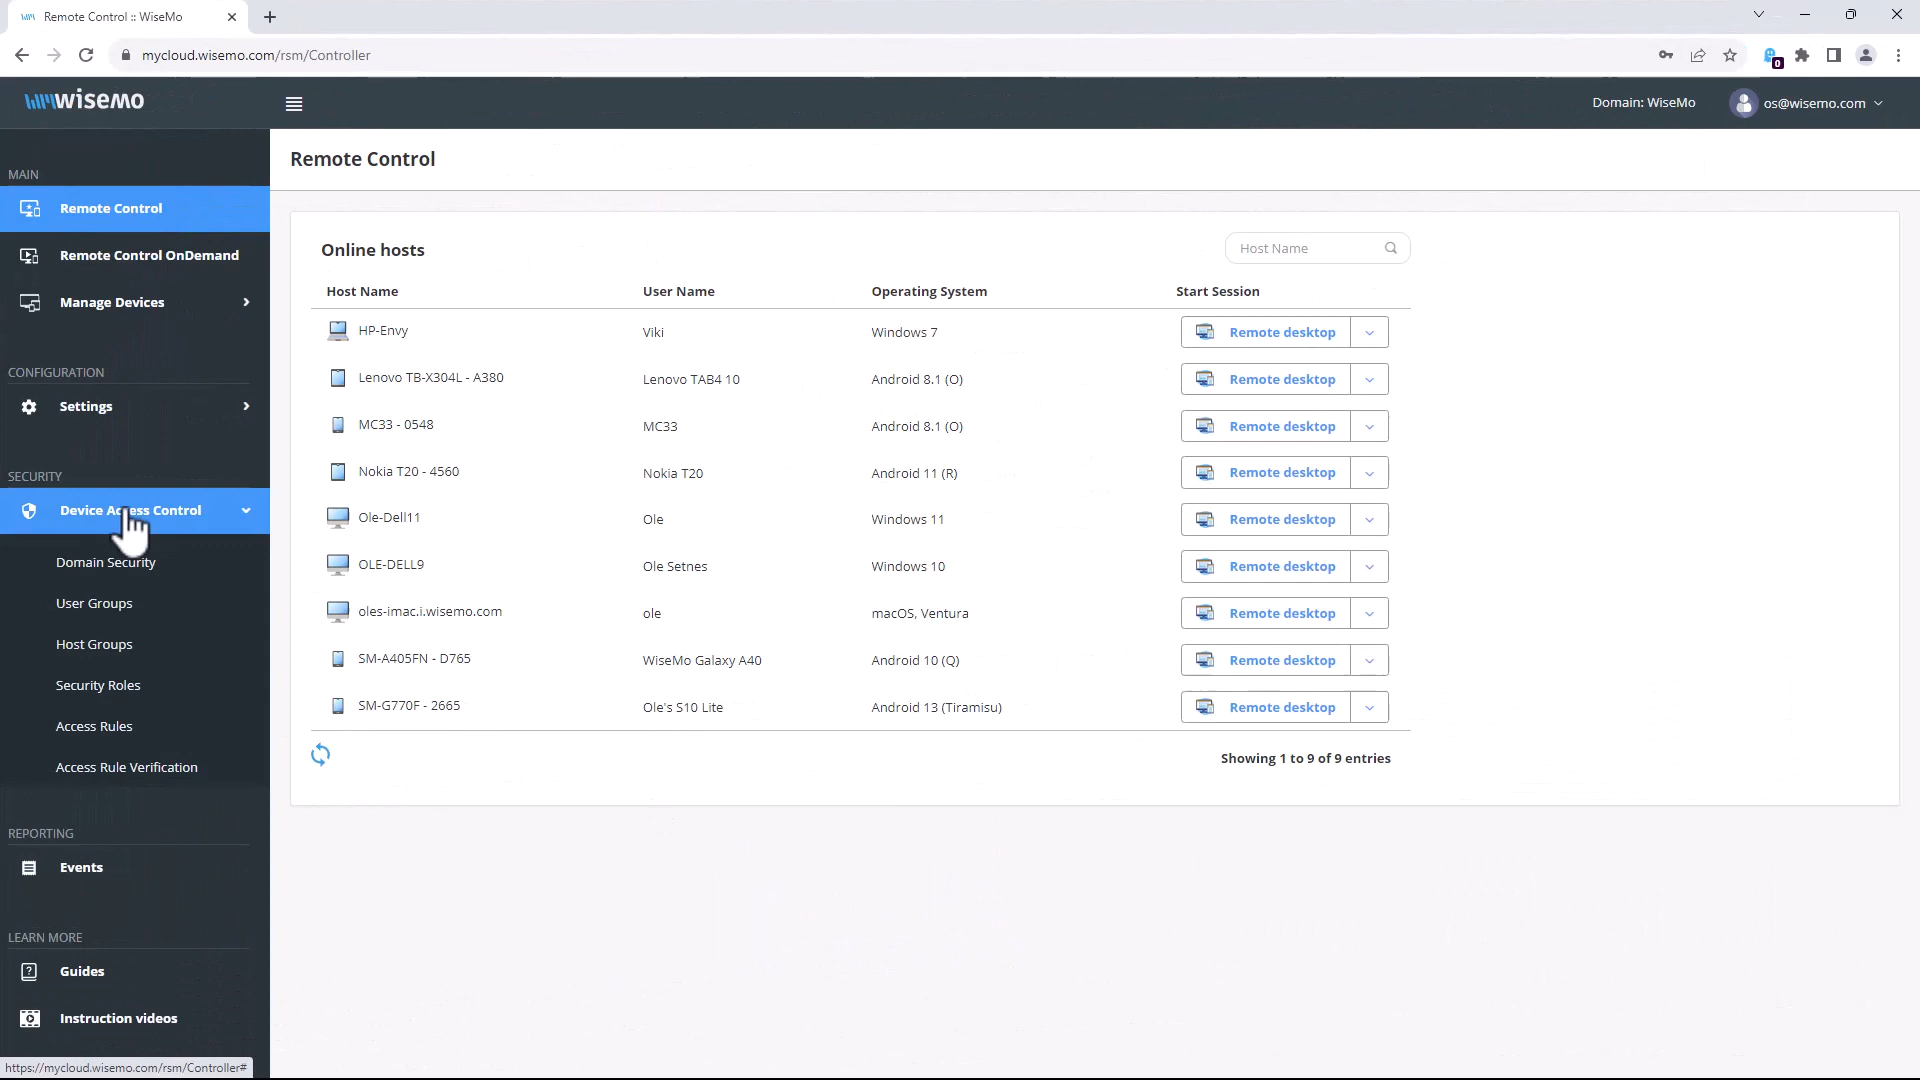 Remote Control :: WiseMo
mycloud.wisemo.com/rsm/Controller
0
wisemo
Domain: WiseMo
os@wisemo.com
MAIN
Remote Control
Remote Control OnDemand
Manage Devices
CONFIGURATION
Settings
SECURITY
Device Access Control
Domain Security
User Groups
Host Groups
Security Roles
Access Rules
Access Rule Verification
REPORTING
Events
LEARN MORE
Guides
Instruction videos
https://mycloud.wisemo.com/rsm/Controller#
Remote Control
Online hosts
Host Name
Host Name User Name Operating System Start Session
HP-Envy Viki Windows 7 Remote desktop
Lenovo TB-X304L - A380 Lenovo TAB4 10 Android 8.1 (O) Remote desktop
MC33 - 0548 MC33 Android 8.1 (O) Remote desktop
Nokia T20 - 4560 Nokia T20 Android 11 (R) Remote desktop
Ole-Dell11 Ole Windows 11 Remote desktop
OLE-DELL9 Ole Setnes Windows 10 Remote desktop
oles-imac.i.wisemo.com ole macOS, Ventura Remote desktop
SM-A405FN - D765 WiseMo Galaxy A40 Android 10 (Q) Remote desktop
SM-G770F - 2665 Ole's S10 Lite Android 13 (Tiramisu) Remote desktop
Showing 1 to 9 of 9 entries